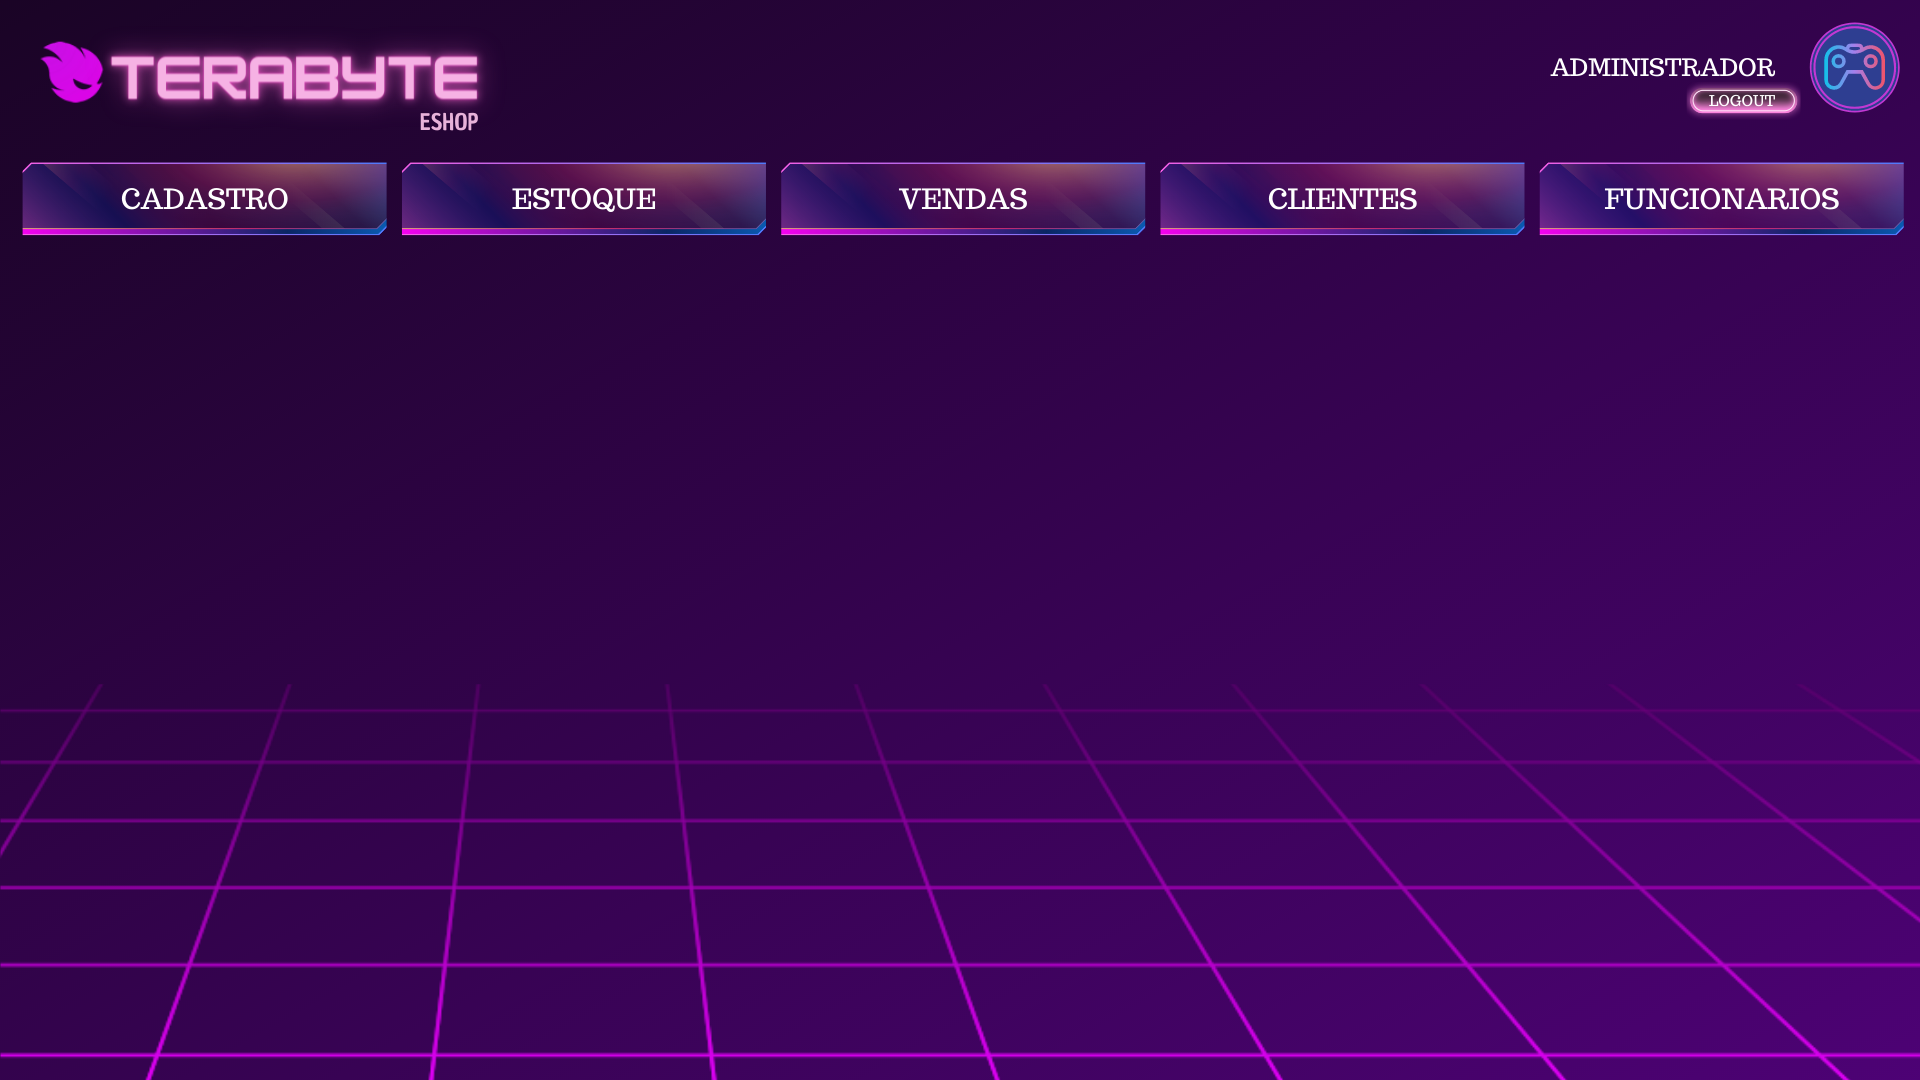 TERABYTE
ESHOP
ADMINISTRADOR
LOGOUT
CADASTRO
ESTOQUE
VENDAS
CLIENTES
FUNCIONARIOS